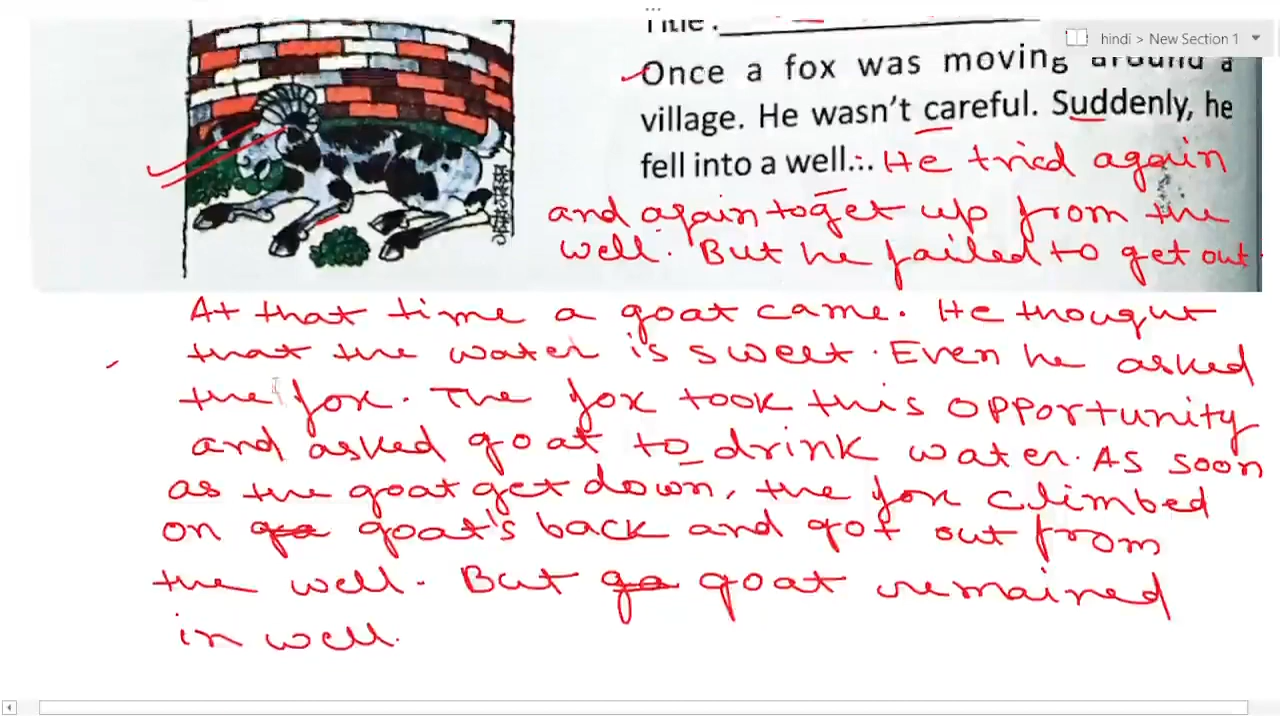 Title :
hindi > New Section 1
Once a fox was moving around a
village. He wasn't careful. Suddenly, he
fell into a well... He tried again
and again to get up from the
well. But he failed to get out.
At that time a goat came. He thought
that the water is sweet. Even he asked
the fox. The fox took this opportunity
and asked goat to drink water. As soon
as the goat get down, the fox climbed
on goat's back and got out from
the well. But goat remained
in well.